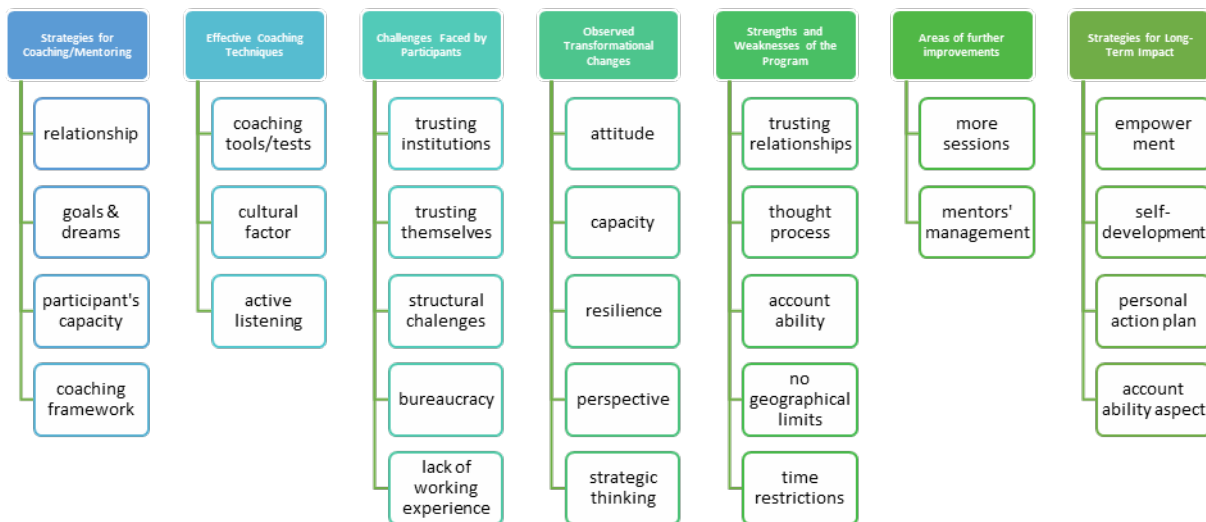 Strategies for
Coaching/Mentoring
relationship
goals &
dreams
participant's
capacity
coaching
framework
Effective Coaching
Techniques
coaching
tools/tests
cultural
factor
active
listening
Challenges Faced by
Participants
trusting
institutions
trusting
themselves
structural
chalenges
bureaucracy
lack of
working
experience
Observed
Transformational
Changes
attitude
capacity
resilience
perspective
strategic
thinking
Strengths and
Weaknesses of the
Program
trusting
relationships
thought
process
account
ability
no
geographical
limits
time
restrictions
Areas of further
improvements
more
sessions
mentors'
management
Strategies for Long-
Term Impact
empower
ment
self-
development
personal
action plan
account
ability aspect